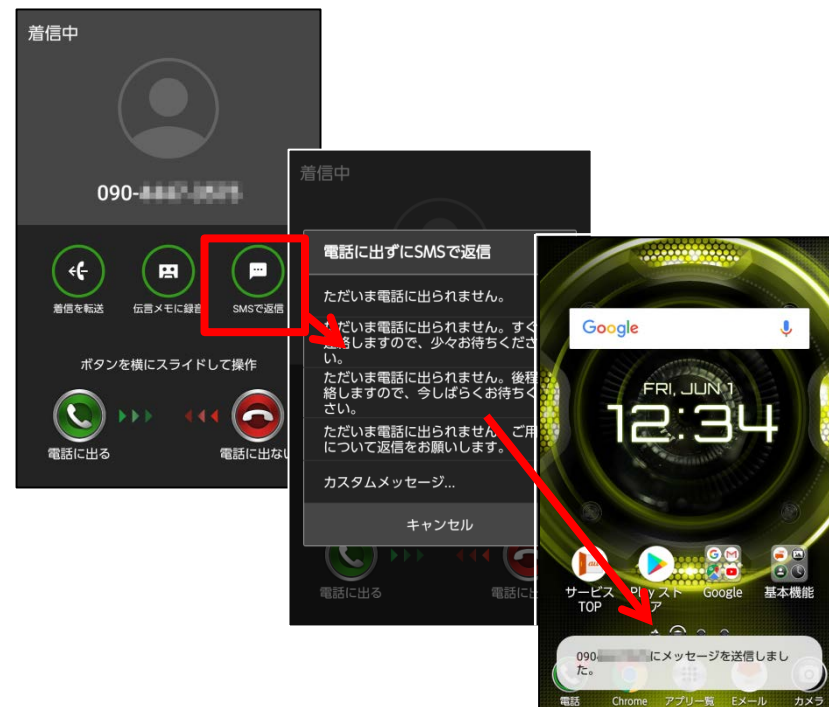 着信中
090-
着信を転送
伝言メモに録音
SMSで返信
ボタンを横にスライドして操作
電話に出る
電話に出ない
着信中
電話に出ずにSMSで返信
ただいま電話に出られません。
ただいま電話に出られません。すぐ
連絡しますので、少々お待ちくださ
い。
ただいま電話に出られません。後程
絡しますので、今しばらくお待ちく
さい。
ただいま電話に出られません。ご用
について返信をお願いします。
カスタムメッセージ...
キャンセル
電話に出る
電話に出
Google
FRI, JUN 1
12:34
au
サービス
TOP
Play スト
ア
Google
基本機能
090-
にメッセージを送信しまし
た。
電話
Chrome
アプリ一覧
Eメール
カメラ